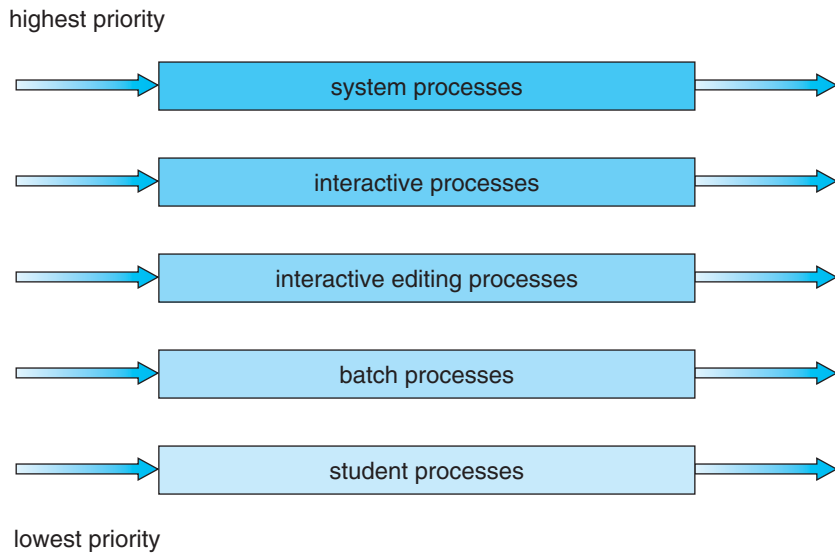 highest priority
system processes
interactive processes
interactive editing processes
batch processes
student processes
lowest priority